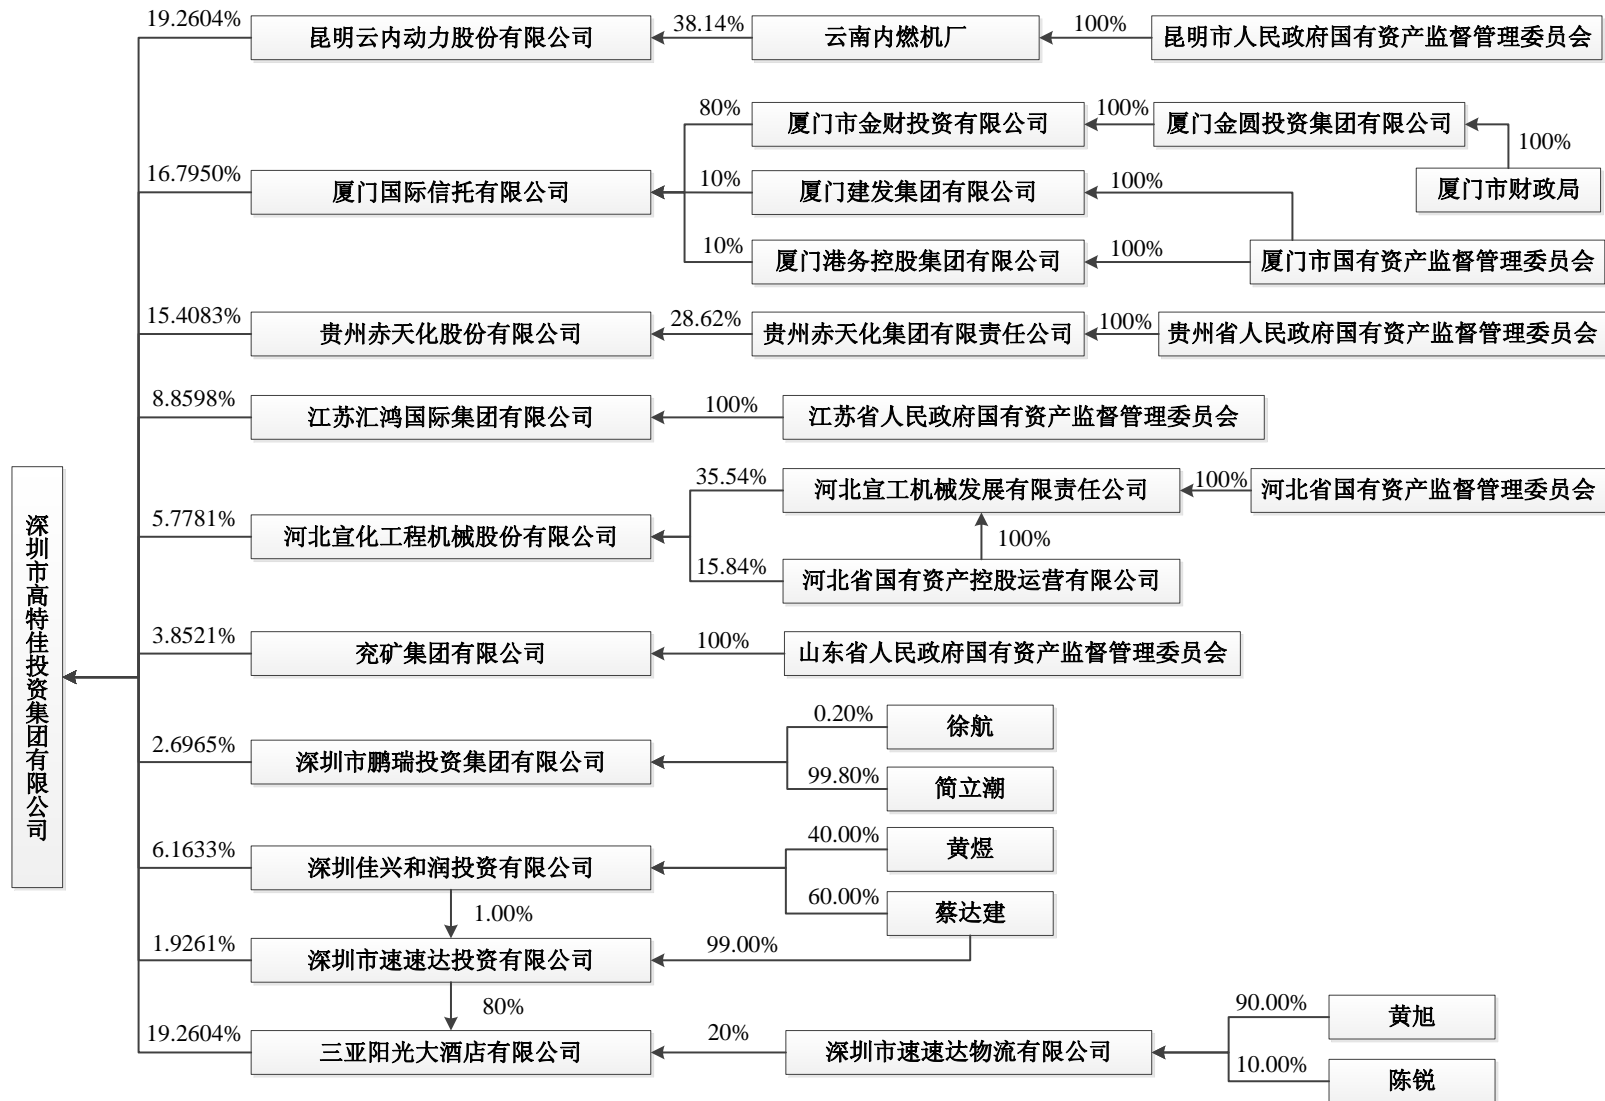 19.2604%
昆明云内动力股份有限公司
38.14%
云南内燃机厂
100%
昆明市人民政府国有资产监督管理委员会
80%
厦门市金财投资有限公司
100%
厦门金圆投资集团有限公司
100%
厦门市财政局
16.7950%
厦门国际信托有限公司
10%
厦门建发集团有限公司
100%
10%
厦门港务控股集团有限公司
100%
厦门市国有资产监督管理委员会
15.4083%
贵州赤天化股份有限公司
28.62%
贵州赤天化集团有限责任公司
100%
贵州省人民政府国有资产监督管理委员会
8.8598%
江苏汇鸿国际集团有限公司
100%
江苏省人民政府国有资产监督管理委员会
深圳市高特佳投资集团有限公司
35.54%
河北宣工机械发展有限责任公司
100%
河北省国有资产监督管理委员会
5.7781%
河北宣化工程机械股份有限公司
100%
15.84%
河北省国有资产控股运营有限公司
3.8521%
兖矿集团有限公司
100%
山东省人民政府国有资产监督管理委员会
0.20%
徐航
2.6965%
深圳市鹏瑞投资集团有限公司
99.80%
简立潮
40.00%
黄煜
6.1633%
深圳佳兴和润投资有限公司
60.00%
蔡达建
1.00%
1.9261%
深圳市速速达投资有限公司
99.00%
80%
19.2604%
三亚阳光大酒店有限公司
20%
深圳市速速达物流有限公司
90.00%
黄旭
10.00%
陈锐